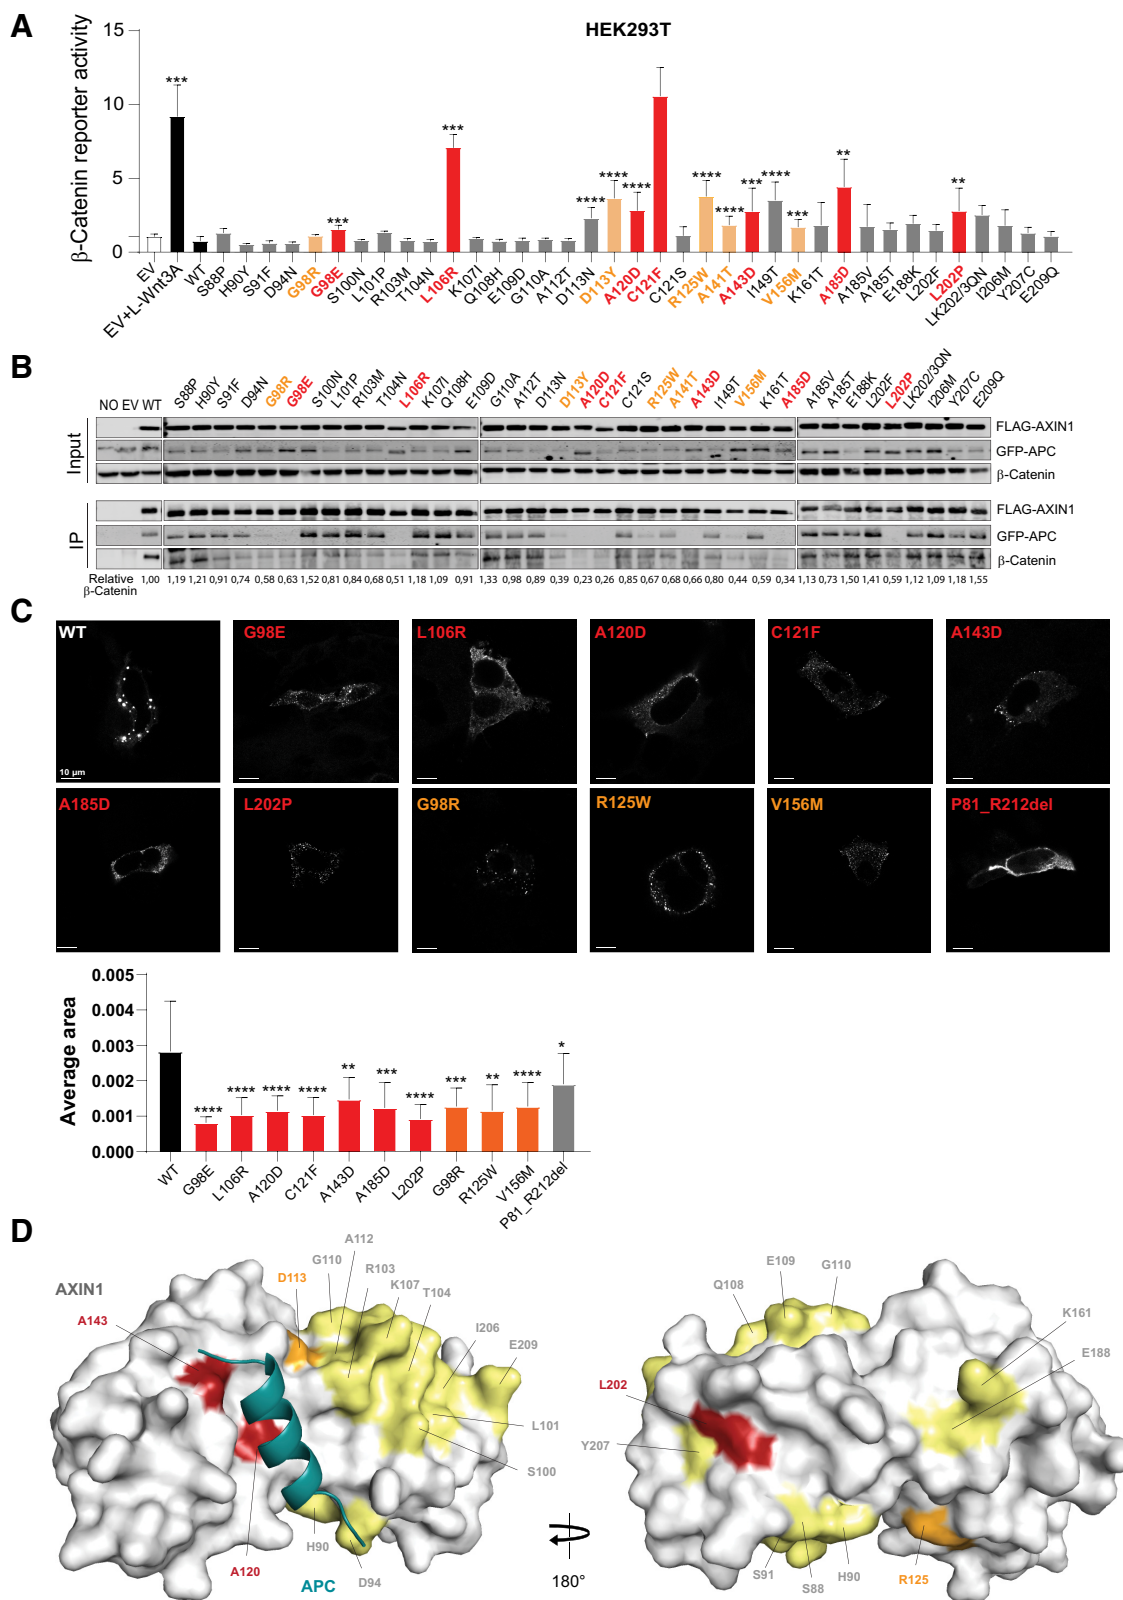 A
HEK293T
β-Catenin reporter activity
15
10
5
0
***
***
***
****
****
****
****
****
***
****
***
**
**
EV
EV+L-Wnt3A
WT
S88P
H90Y
S91F
D94N
G98R
G98E
S100N
L101P
R103M
T104N
L106R
K107I
Q108H
E109D
G110A
A112T
D113N
D113Y
A120D
C121F
C121S
R125W
A141T
A143D
I149T
V156M
K161T
A185D
A185V
A185T
E188K
L202F
L202P
LK202/3QN
I206M
Y207C
E209Q
B
NO EV WT S88P H90Y S91F D94N G98R G98E S100N L101P R103M T104N L106R K107I Q108H E109D G110A A112T D113N D113Y A120D C121F C121S R125W A141T A143D I149T V156M K161T A185D A185V A185T E188K L202F L202P LK202/3QN I206M Y207C E209Q
Input
FLAG-AXIN1
GFP-APC
β-Catenin
IP
FLAG-AXIN1
GFP-APC
β-Catenin
Relative
β-Catenin
1,00 1,19 1,21 0,91 0,74 0,58 0,63 1,52 0,81 0,84 0,68 0,51 1,18 1,09 0,91 1,33 0,98 0,89 0,39 0,23 0,26 0,85 0,67 0,68 0,66 0,80 0,44 0,59 0,34 1,13 0,73 1,50 1,41 0,59 1,12 1,09 1,18 1,55
C
WT
10 μm
G98E
L106R
A120D
C121F
A143D
A185D
L202P
G98R
R125W
V156M
P81_R212del
Average area
0.005
0.004
0.003
0.002
0.001
0.000
****
****
****
****
**
***
****
***
**
****
*
WT
G98E
L106R
A120D
C121F
A143D
A185D
L202P
G98R
R125W
V156M
P81_R212del
D
AXIN1
A143
D113
G110
A112
R103
K107
T104
I206
E209
L101
S100
H90
D94
A120
APC
180°
Q108
E109
G110
K161
E188
L202
Y207
S91
S88
H90
R125